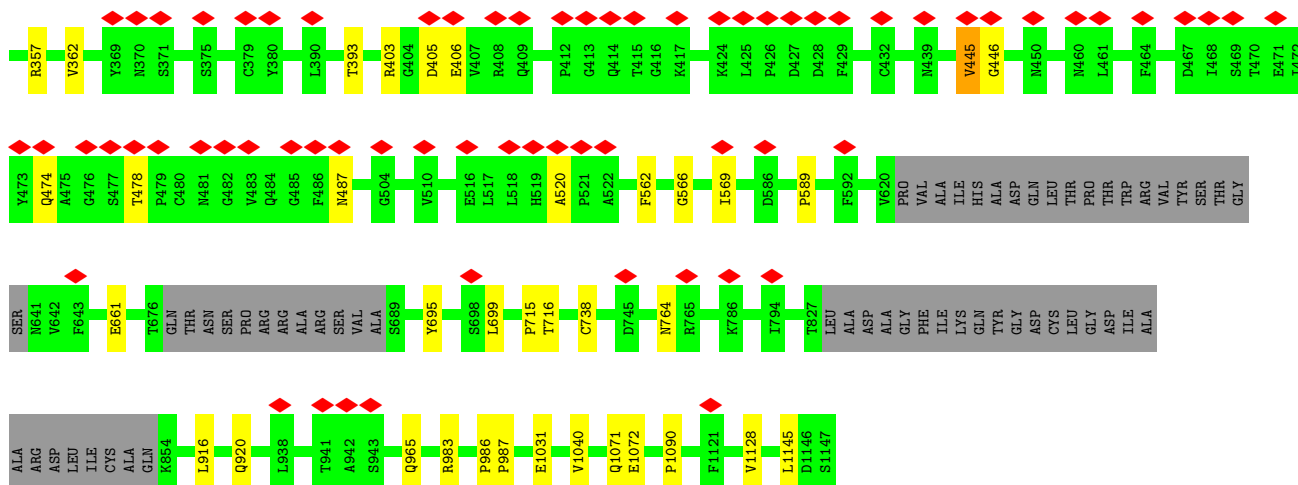 R357 V362 Y369 N370 S371 S375 C379 Y380 L390 T393 R403 G404 D405 E406 V407 R408 Q409 P412 G413 Q414 T415 G416 K417 K424 L425 P426 D427 D428 F429 C432 N439 V445 G446 N450 N460 L461 F464 D467 I468 S469 T470 E471 I472
Y473 Q474 A475 G476 S477 T478 P479 C480 N481 G482 V483 Q484 G485 F486 N487 G504 V510 E516 L517 L518 H519 A520 P521 A522 F562 G566 I569 P589 D586 F592 V620 PRO VAL ALA ILE HIS ALA ASP GLN LEU THR PRO THR TRP ARG VAL TYR SER THR GLY
SER N641 V642 F643 E661 T676 GLN THR ASN SER PRO ARG ARG ALA ARG SER VAL ALA S689 Y695 S698 L699 P715 T716 C738 D745 N764 R765 K786 I794 T827 LEU ALA ASP ALA GLY PHE ILE LYS GLN TYR GLY ASP CYS LEU GLY ASP ILE ALA
ALA ARG ASP LEU ILE CYS ALA GLN K854 L916 Q920 L938 T941 A942 S943 Q965 R983 P986 P987 E1031 V1040 Q1071 E1072 P1090 F1121 V1128 L1145 D1146 S1147